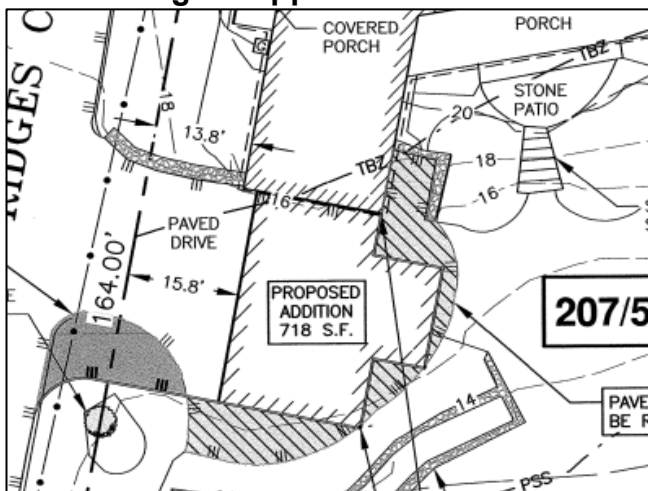 COVERED
PORCH
PORCH
TBZ
C
MDGES C
18
13.8'
STONE
PATIO
20
18
16
TBZ
16
PAVED
DRIVE
164.00'
15.8'
PROPOSED
ADDITION
718 S.F.
207/5
PAVE
BE R
14
PSS